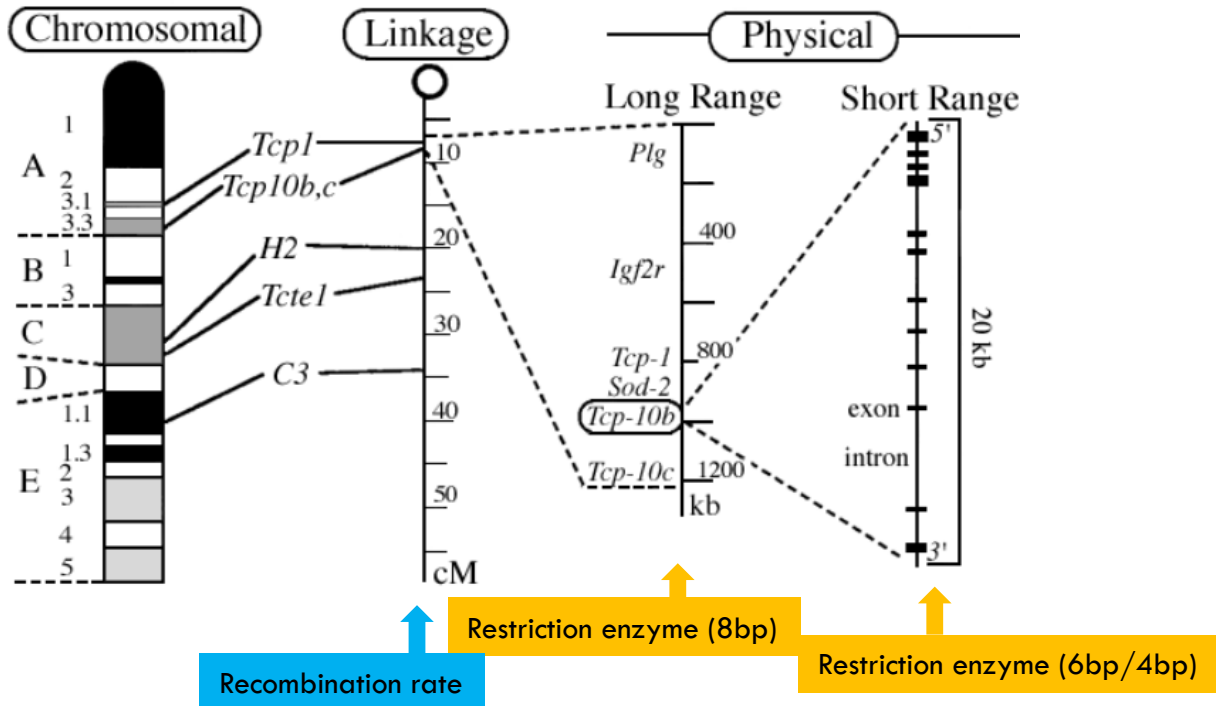 Chromosomal
Linkage
Physical
Long Range
Short Range
A
1
2
3.1
3.3
B
1
3
C
D
E
1.1
1.3
2
3
4
5
Tcp1
Tcp10b,c
H2
Tcte1
C3
10
20
30
40
50
cM
Plg
400
Igf2r
Tcp-1
800
Sod-2
Tcp-10b
Tcp-10c
1200
kb
5'
exon
intron
3'
20 kb
Recombination rate
Restriction enzyme (8bp)
Restriction enzyme (6bp/4bp)